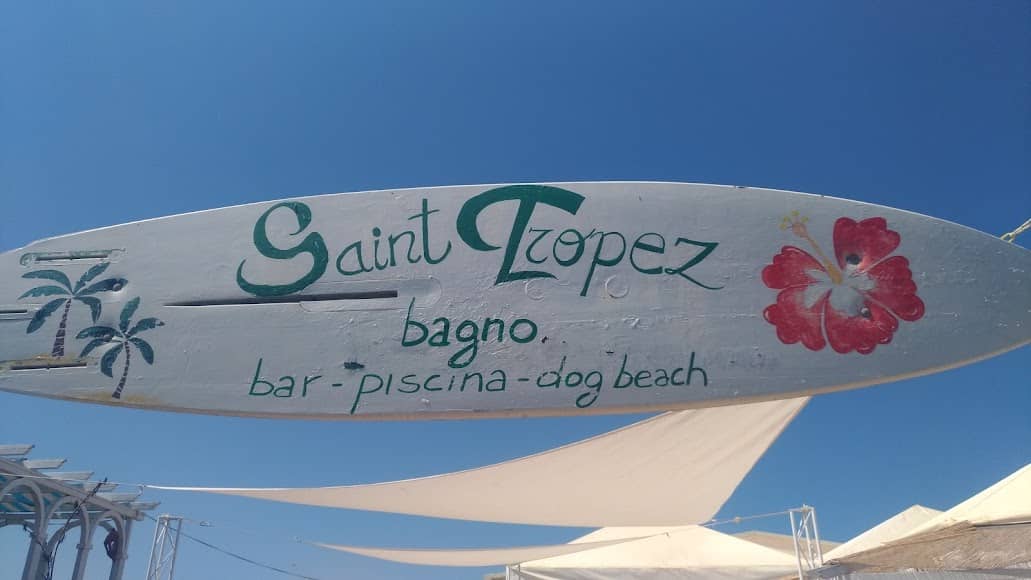 Saint Tropez
bagno.
bar - piscina - dog beach